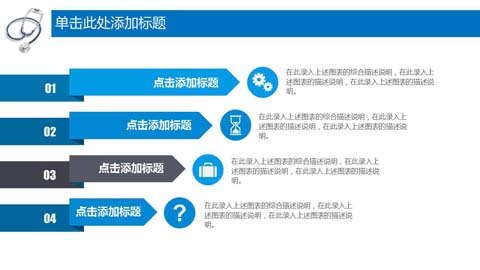 单击此处添加标题
01
点击添加标题
在此录入上述图表的综合描述说明，在此录入上
述图表的描述说明，在此录入上述图表的描述说
明。
02
点击添加标题
在此录入上述图表的综合描述说明，在此录入上
述图表的描述说明，在此录入上述图表的描述说
明。
03
点击添加标题
在此录入上述图表的综合描述说明，在此录入上
述图表的描述说明，在此录入上述图表的描述说
明。
04
点击添加标题
?
在此录入上述图表的综合描述说明，在此录入上
述图表的描述说明，在此录入上述图表的描述说
明。